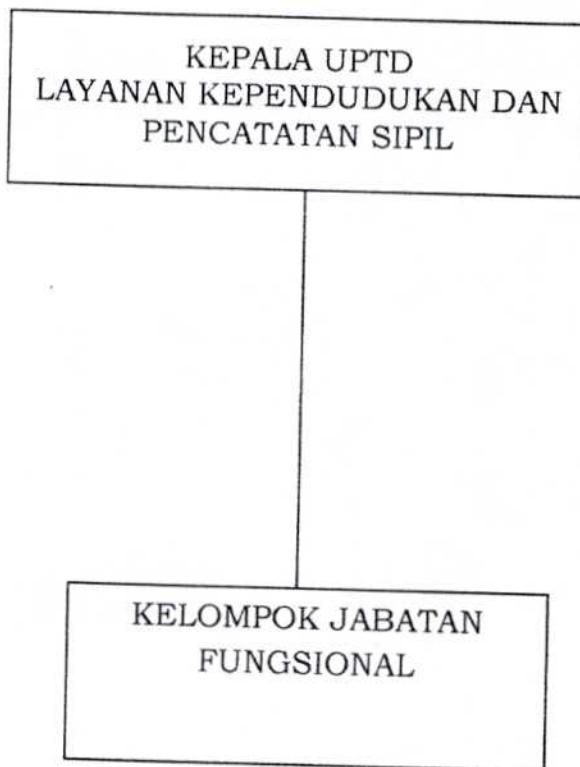 KEPALA UPTD
LAYANAN KEPENDUDUKAN DAN
PENCATATAN SIPIL
KELOMPOK JABATAN
FUNGSIONAL